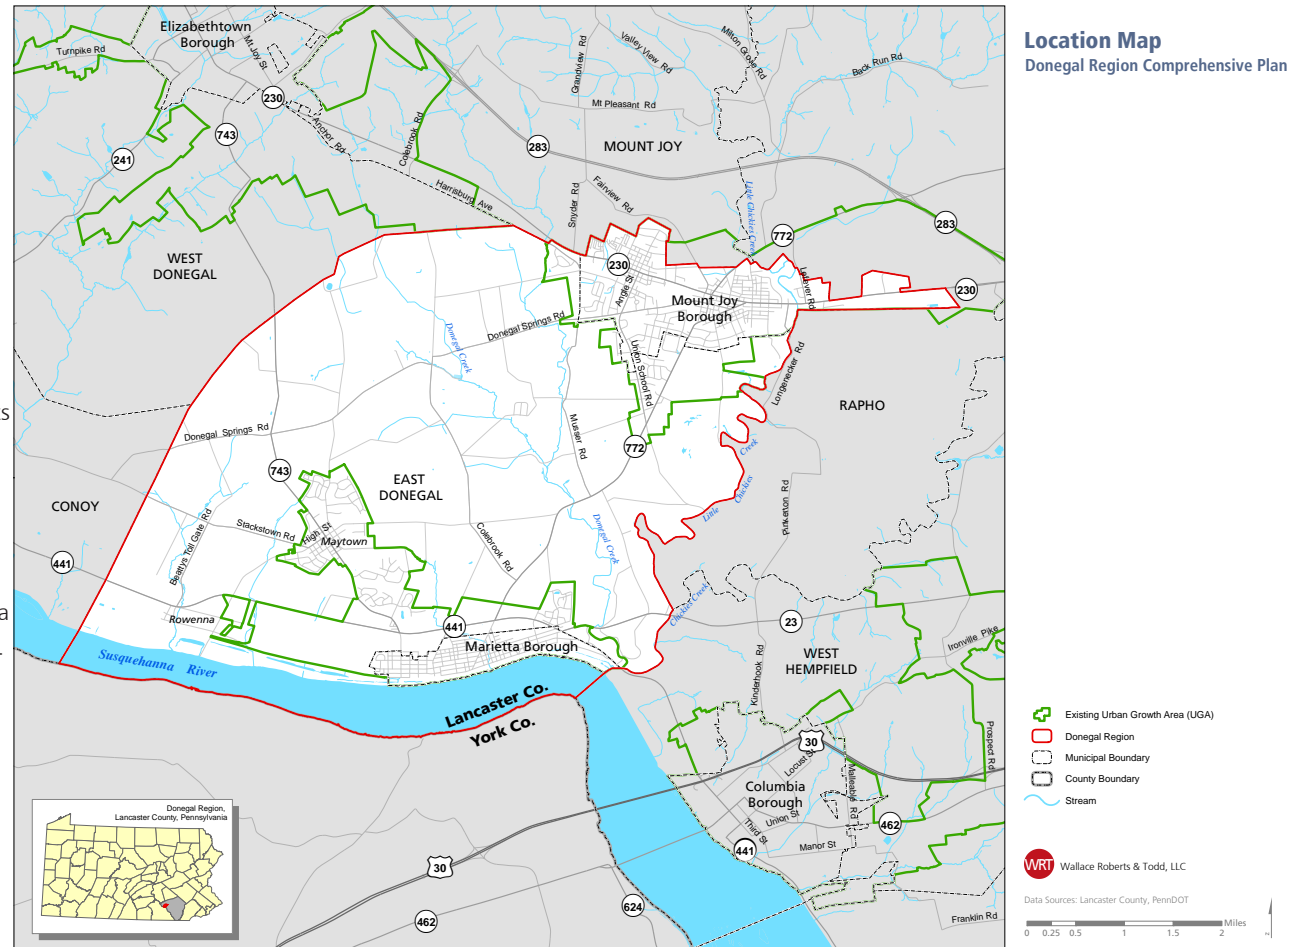 Location Map
Donegal Region Comprehensive Plan
Elizabethtown
Borough
Turnpike Rd
Mt Joy St
230
743
241
Anchor Rd
Colebrook Rd
Harrisburg Ave
283
Grandview Rd
Valley View Rd
Milton Grove Rd
Back Run Rd
Mt Pleasant Rd
MOUNT JOY
Snyder Rd
Fairview Rd
Little Chickies Creek
772
283
WEST
DONEGAL
230
Angle St
Mount Joy
Borough
Lefever Rd
230
Donegal Springs Rd
Donegal Creek
Union School Rd
Longenecker Rd
RAPHO
ts
Donegal Springs Rd
Musser Rd
772
743
EAST
DONEGAL
Little Chickies Creek
CONOY
Beattys Toll Gate Rd
Stackstown Rd
High St
Maytown
Colebrook Rd
Donegal Creek
Pinkerton Rd
441
Chickies Creek
a
Rowenna
441
23
Marietta Borough
Ironville Pike
Susquehanna River
WEST
HEMPFIELD
Kinderhook Rd
Lancaster Co.
York Co.
Prospect Rd
30
Locust St
Malleable Rd
Columbia
Borough
Union St
Third St
462
441
Manor St
30
624
462
Franklin Rd
Donegal Region,
Lancaster County, Pennsylvania
Existing Urban Growth Area (UGA)
Donegal Region
Municipal Boundary
County Boundary
Stream
WRT
Wallace Roberts & Todd, LLC
Data Sources: Lancaster County, PennDOT
Miles
0 0.25 0.5 1 1.5 2
N